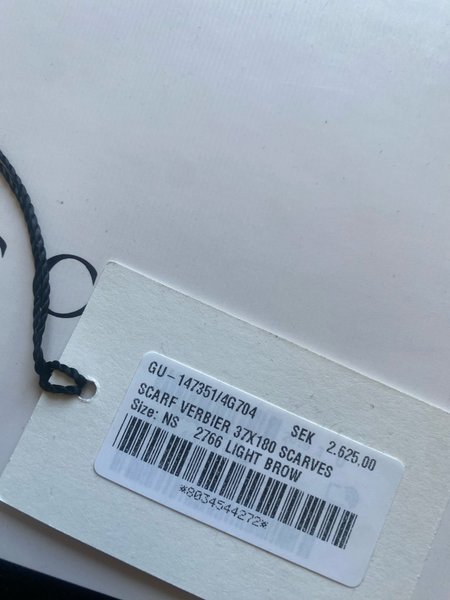 GU-147351/4G704
SEK 2.625,00
SCARF VERBIER 37X180 SCARVES
Size: NS 2766 LIGHT BROW
*8034544272*